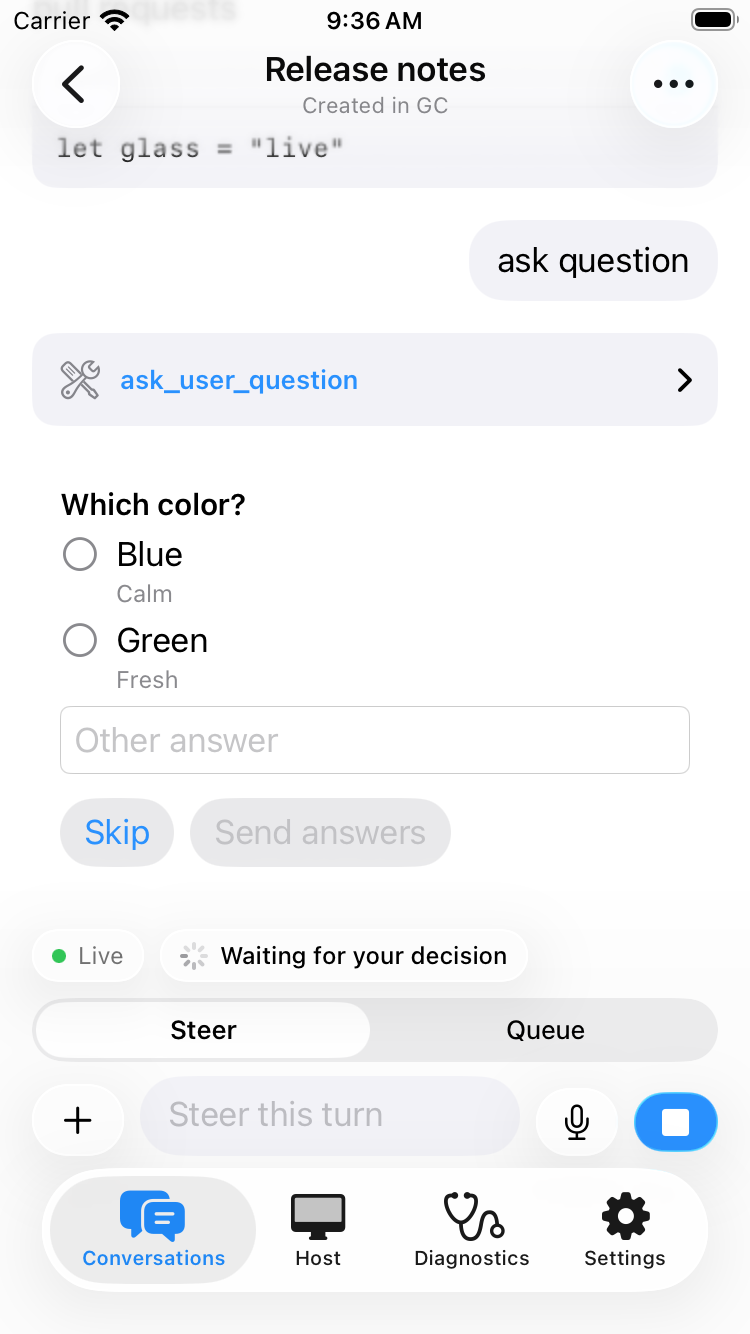 pull requests
Carrier 9:36 AM
Release notes
Created in GC
let glass = "live"
ask question
ask_user_question
Which color?
Blue
Calm
Green
Fresh
Other answer
Skip Send answers
Live Waiting for your decision
Steer Queue
Steer this turn
Conversations Host Diagnostics Settings